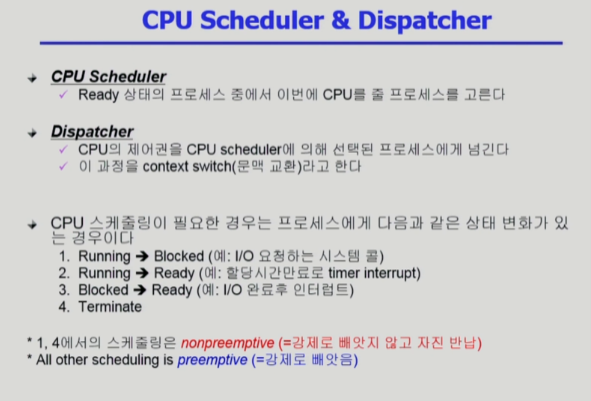 CPU Scheduler & Dispatcher
CPU Scheduler
Ready 상태의 프로세스 중에서 이번에 CPU를 줄 프로세스를 고른다
Dispatcher
CPU의 제어권을 CPU scheduler에 의해 선택된 프로세스에게 넘긴다
이 과정을 context switch(문맥 교환)라고 한다
CPU 스케줄링이 필요한 경우는 프로세스에게 다음과 같은 상태 변화가 있
는 경우이다
1. Running ➔ Blocked (예: I/O 요청하는 시스템 콜)
2. Running ➔ Ready (예: 할당시간만료로 timer interrupt)
3. Blocked ➔ Ready (예: I/O 완료후 인터럽트)
4. Terminate
* 1, 4에서의 스케줄링은 nonpreemptive (=강제로 빼앗지 않고 자진 반납)
* All other scheduling is preemptive (=강제로 빼앗음)